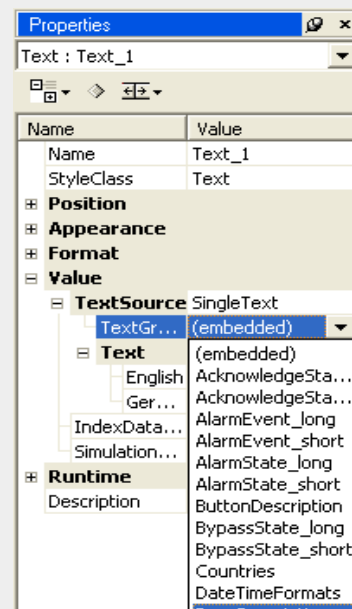 Properties
Text : Text_1
Name Value
Name Text_1
StyleClass Text
Position
Appearance
Format
Value
TextSource SingleText
TextGr... (embedded)
Text (embedded)
English AcknowledgeSta...
Ger... AcknowledgeSta...
IndexData... AlarmEvent_long
AlarmEvent_short
Simulation... AlarmState_long
Runtime AlarmState_short
Description ButtonDescription
BypassState_long
BypassState_short
Countries
DateTimeFormats